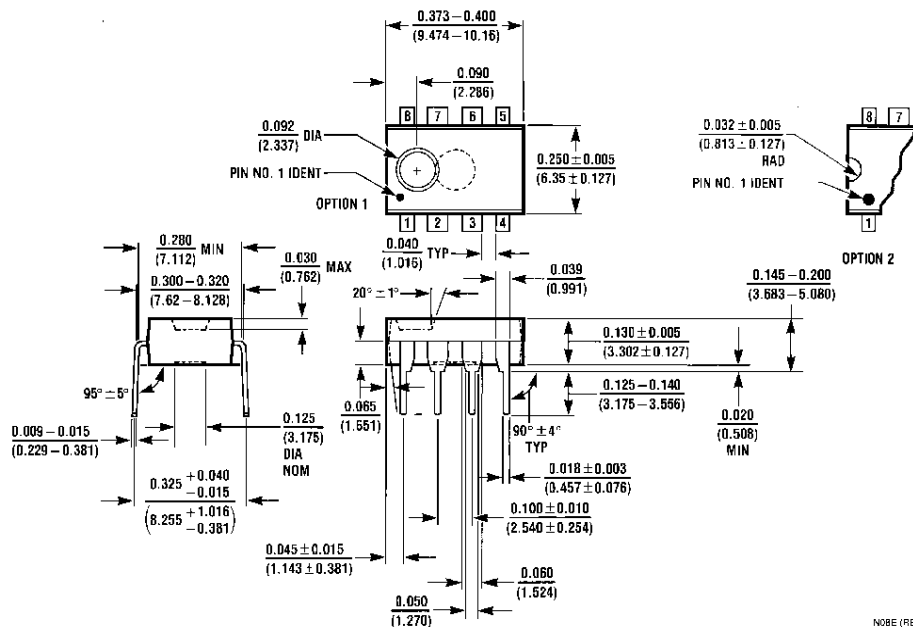 0.373–0.400
(9.474–10.16)
0.090
(2.286)
8 7 6 5
0.092 DIA
(2.337)
PIN NO. 1 IDENT
OPTION 1
+
0.250 ± 0.005
(6.35 ± 0.127)
1 2 3 4
0.032 ± 0.005
(0.813 ± 0.127)
RAD
PIN NO. 1 IDENT
8 7
1
OPTION 2
0.280 MIN
(7.112)
0.030 MAX
(0.762)
0.300–0.320
(7.62–8.128)
0.040 TYP
(1.016)
0.039
(0.991)
20° ± 1°
0.145–0.200
(3.683–5.080)
0.130 ± 0.005
(3.302 ± 0.127)
0.125–0.140
(3.175–3.556)
0.020
(0.508)
MIN
95° ± 5°
0.065
(1.651)
90° ± 4°
TYP
0.009–0.015
(0.229–0.381)
0.125
(3.175)
DIA
NOM
0.018 ± 0.003
(0.457 ± 0.076)
0.325 +0.040
−0.015
(8.255 +1.016
−0.381)
0.100 ± 0.010
(2.540 ± 0.254)
0.045 ± 0.015
(1.143 ± 0.381)
0.060
(1.524)
0.050
(1.270)
N08E (RE